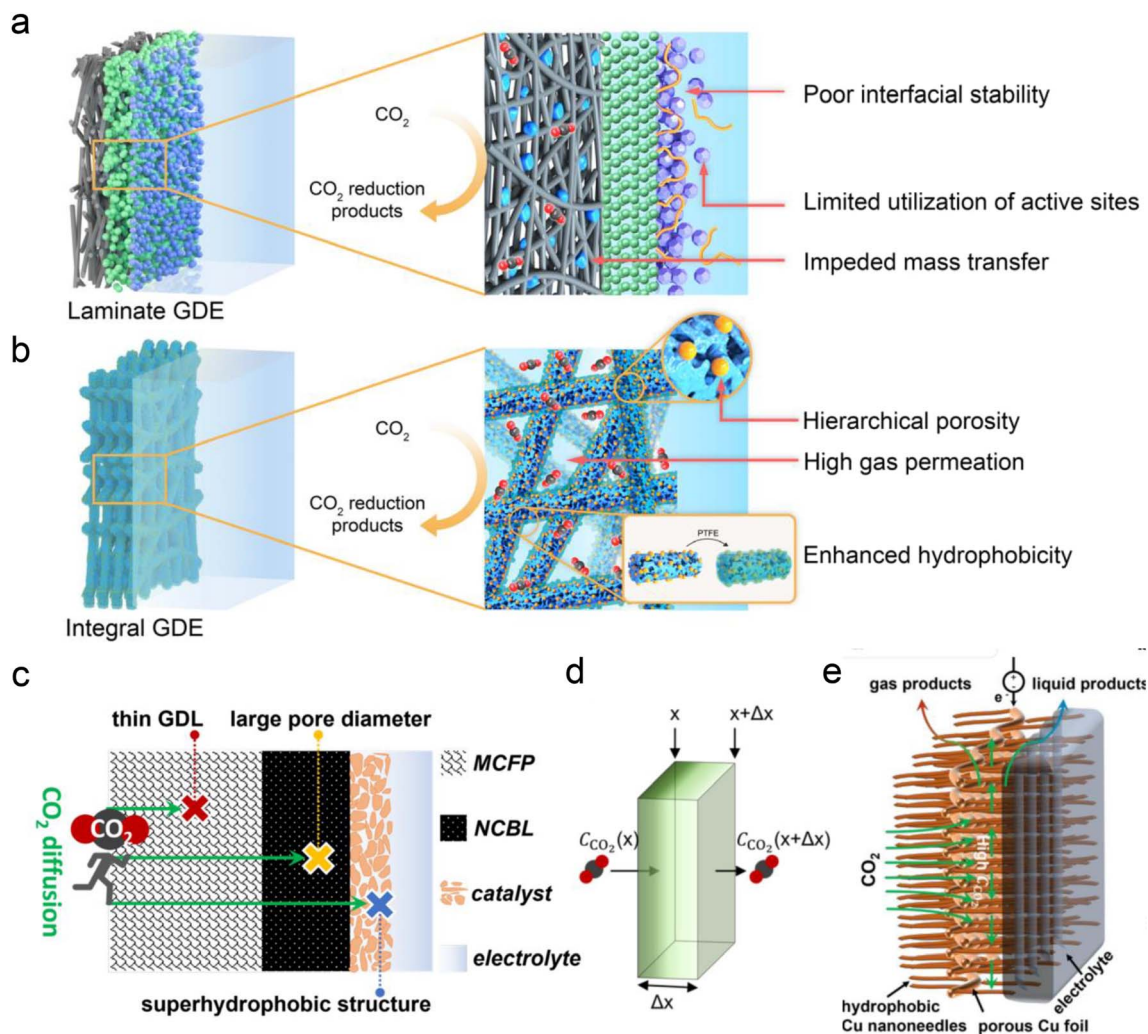 a
CO2
CO2 reduction
products
Poor interfacial stability
Limited utilization of active sites
Impeded mass transfer
Laminate GDE
b
CO2
CO2 reduction
products
Hierarchical porosity
High gas permeation
PTFE
Enhanced hydrophobicity
Integral GDE
c
thin GDL
large pore diameter
CO2 diffusion
CO2
MCFP
NCBL
catalyst
electrolyte
superhydrophobic structure
d
x
x+Δx
CCO2(x)
CCO2(x+Δx)
Δx
e
gas products
e-
liquid products
CO2
High CCO2
electrolyte
hydrophobic
Cu nanoneedles
porous Cu foil